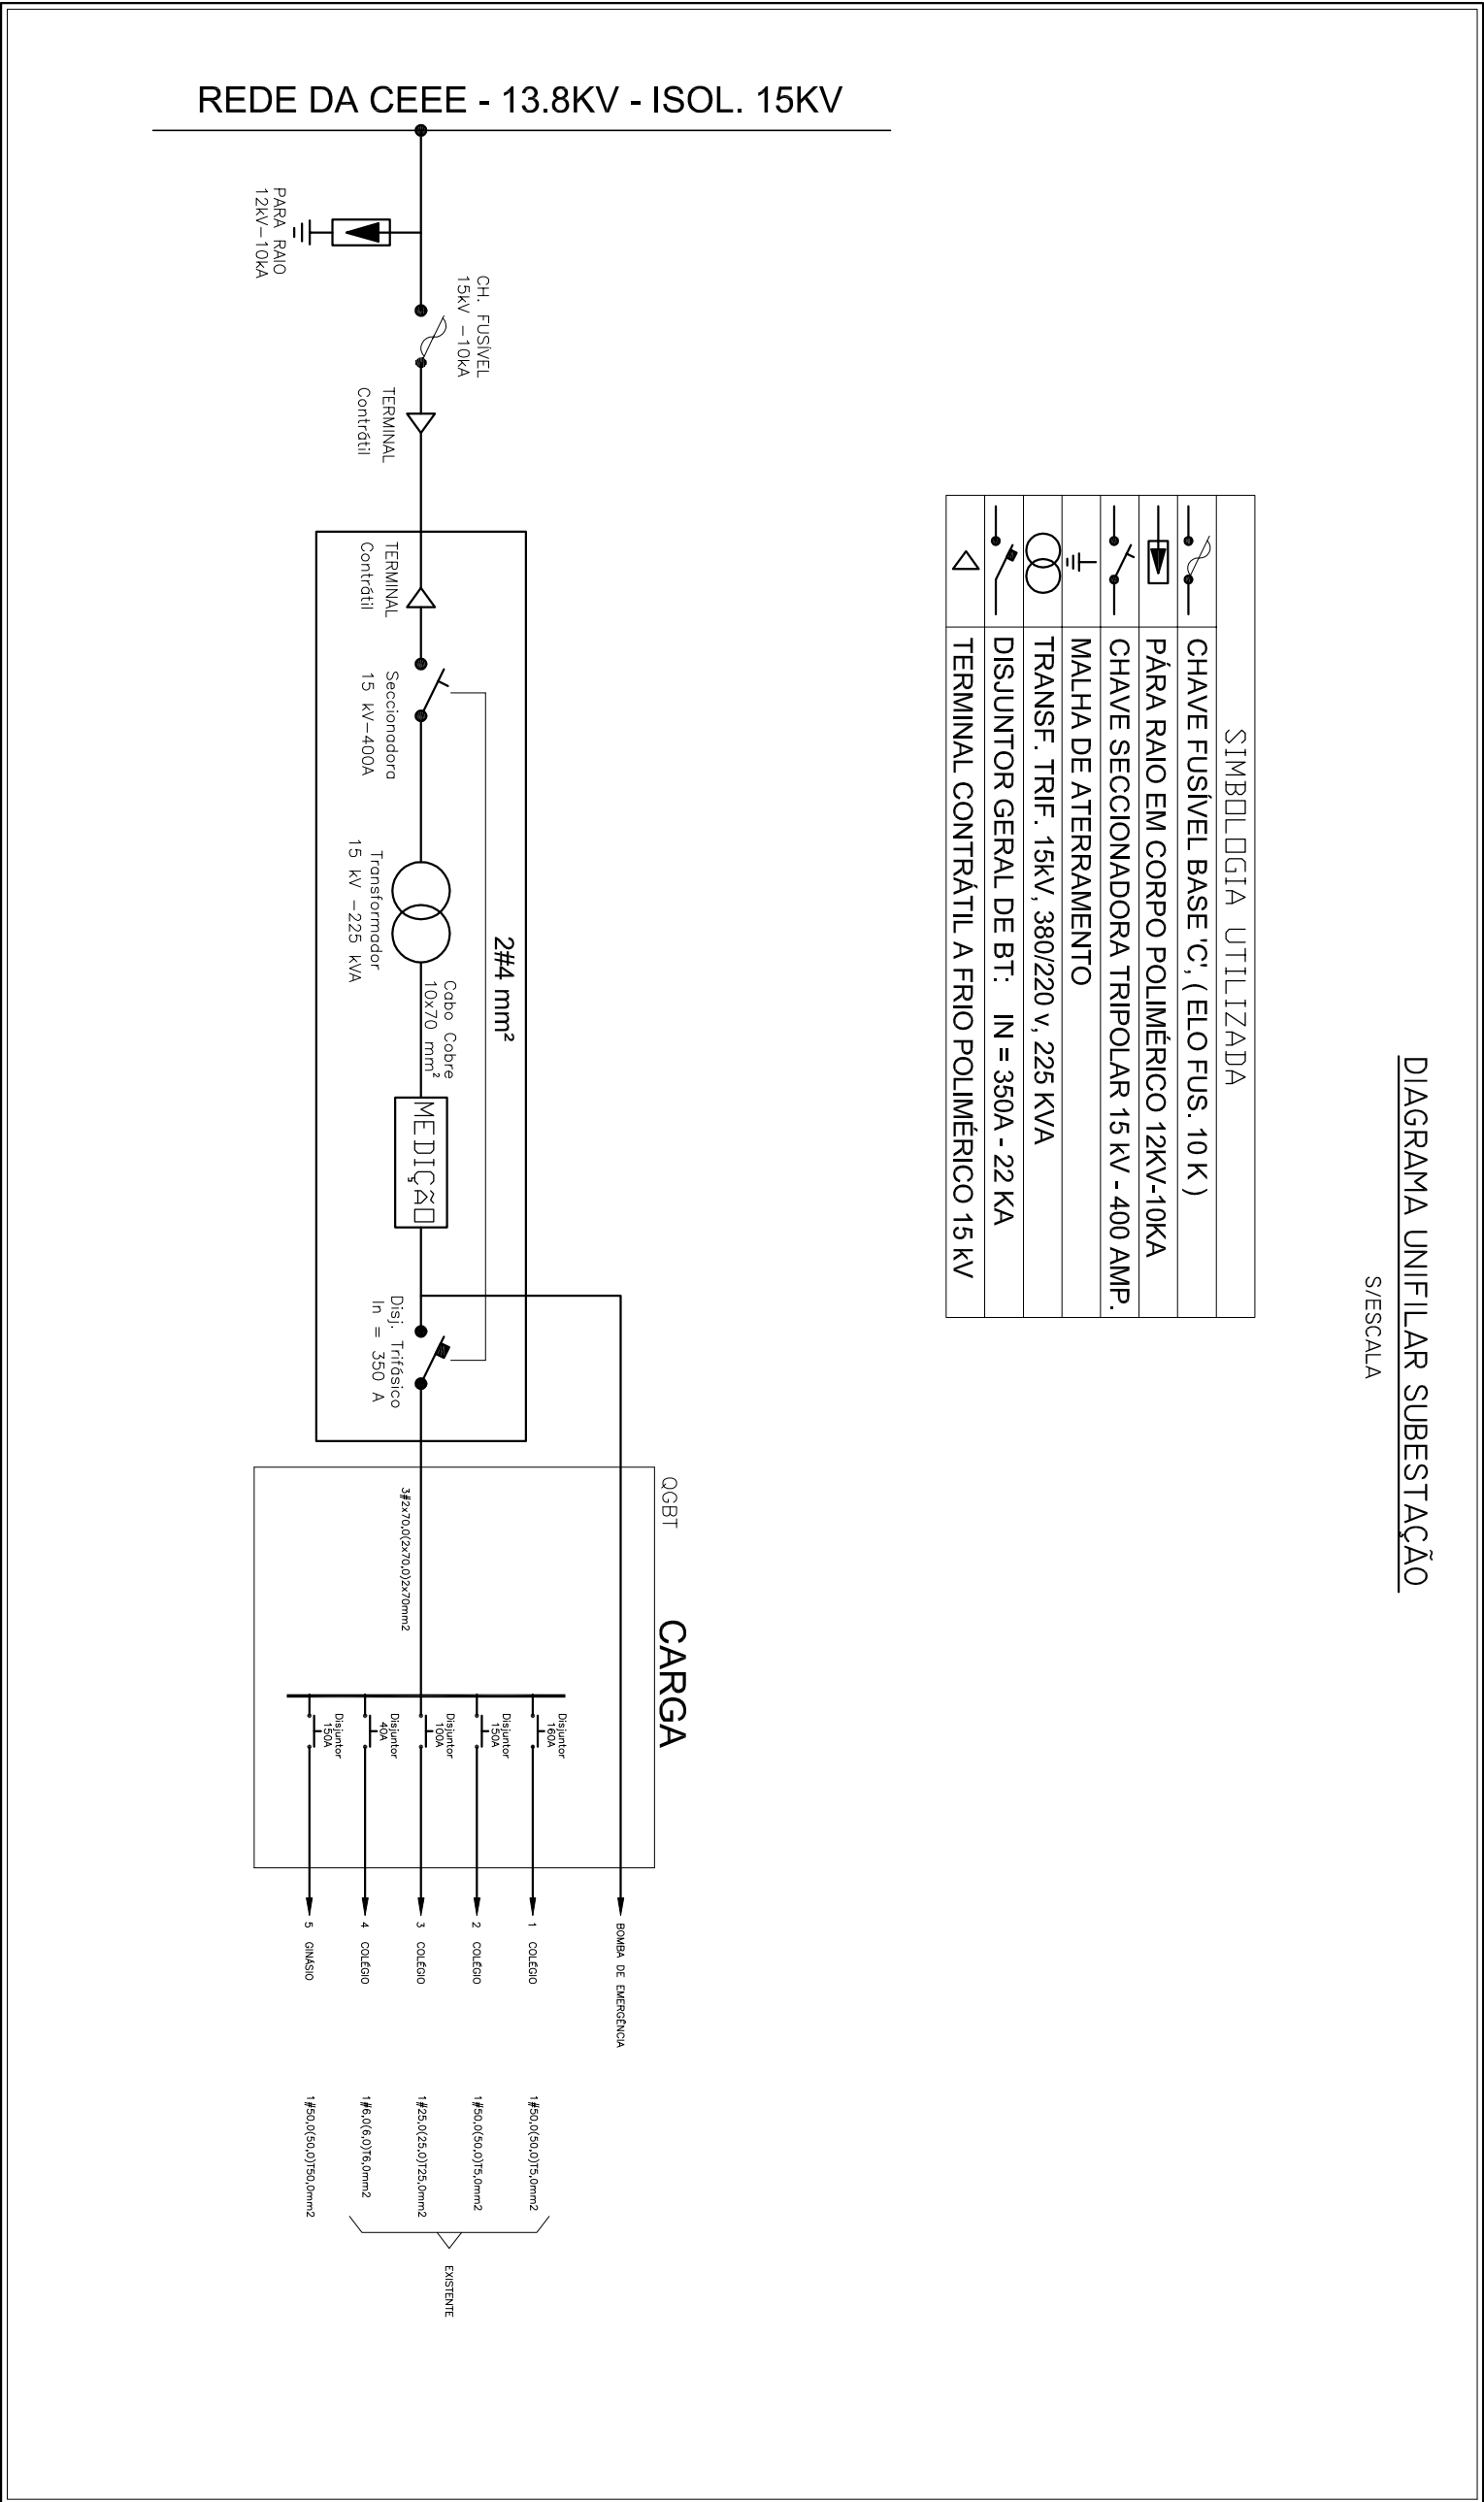 REDE DA CEEE - 13.8KV - ISOL. 15KV
DIAGRAMA UNIFILAR SUBESTAÇÃO
S/ESCALA
SIMBOLOGIA UTILIZADA
CHAVE FUSÍVEL BASE 'C', ( ELO FUS. 10 K )
PÁRA RAIO EM CORPO POLIMÉRICO 12KV-10KA
CHAVE SECCIONADORA TRIPOLAR 15 kV - 400 AMP.
MALHA DE ATERRAMENTO
TRANSF. TRIF. 15kV, 380/220 v, 225 KVA
DISJUNTOR GERAL DE BT: IN = 350A - 22 KA
TERMINAL CONTRÁTIL A FRIO POLIMÉRICO 15 kV
PARA RAIO
12kV-10kA
CH. FUSÍVEL
15kV -10kA
TERMINAL
Contrátil
TERMINAL
Contrátil
Seccionadora
15 kV-400A
Transformador
15 kV -225 kVA
2#4 mm²
Cabo Cobre
10x70 mm²
MEDIÇÃO
Disj. Trifásico
In = 350 A
QGBT
CARGA
3#2x70,0(2x70,0)2x70mm2
Disjuntor
160A
Disjuntor
150A
Disjuntor
100A
Disjuntor
40A
Disjuntor
150A
BOMBA DE EMERGÊNCIA
1 COLÉGIO
2 COLÉGIO
3 COLÉGIO
4 COLÉGIO
5 GINÁSIO
1#50,0(50,0)T5,0mm2
1#50,0(50,0)T5,0mm2
1#25,0(25,0)T25,0mm2
1#6,0(6,0)T6,0mm2
1#50,0(50,0)T50,0mm2
EXISTENTE